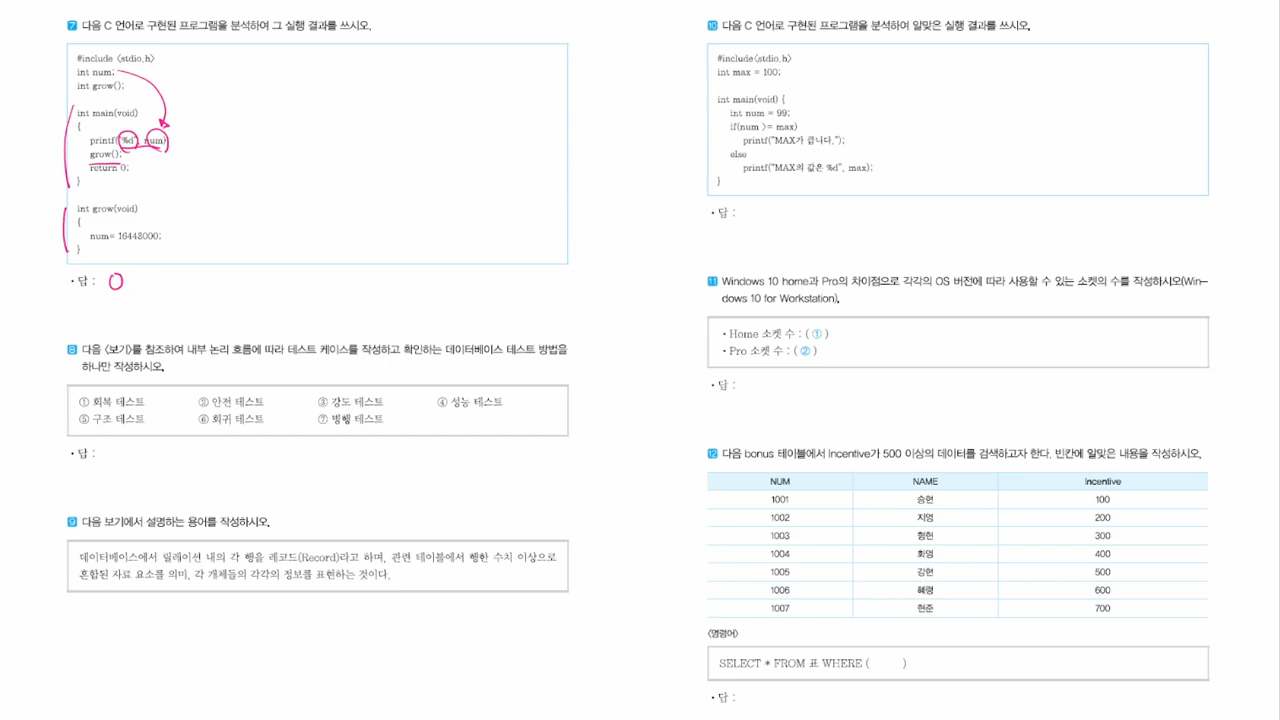 7 다음 C 언어로 구현된 프로그램을 분석하여 그 실행 결과를 쓰시오.
#include <stdio.h>
int num;
int grow();
int main(void)
{
printf("%d", num)
grow();
return 0;
}
int grow(void)
{
num= 16448000;
}
• 답 : 0
8 다음 <보기>를 참조하여 내부 논리 흐름에 따라 테스트 케이스를 작성하고 확인하는 데이터베이스 테스트 방법을
하나만 작성하시오.
① 회복 테스트 ② 안전 테스트 ③ 강도 테스트 ④ 성능 테스트
⑤ 구조 테스트 ⑥ 회귀 테스트 ⑦ 병행 테스트
• 답 :
9 다음 보기에서 설명하는 용어를 작성하시오.
데이터베이스에서 릴레이션 내의 각 행을 레코드(Record)라고 하며, 관련 테이블에서 행한 수치 이상으로
혼합된 자료 요소를 의미, 각 개체들의 각각의 정보를 표현하는 것이다.
10 다음 C 언어로 구현된 프로그램을 분석하여 알맞은 실행 결과를 쓰시오.
#include<stdio.h>
int max = 100;
int main(void) {
int num = 99;
if(num >= max)
printf("MAX가 큽니다.");
else
printf("MAX의 값은 %d", max);
}
• 답 :
11 Windows 10 home과 Pro의 차이점으로 각각의 OS 버전에 따라 사용할 수 있는 소켓의 수를 작성하시오(Win-
dows 10 for Workstation).
• Home 소켓 수 : ( ① )
• Pro 소켓 수 : ( ② )
• 답 :
12 다음 bonus 테이블에서 Incentive가 500 이상의 데이터를 검색하고자 한다. 빈칸에 알맞은 내용을 작성하시오.
NUM NAME Incentive
1001 승현 100
1002 지영 200
1003 형헌 300
1004 화영 400
1005 강현 500
1006 혜령 600
1007 현준 700
<명령어>
SELECT * FROM 표 WHERE ( )
• 답 :